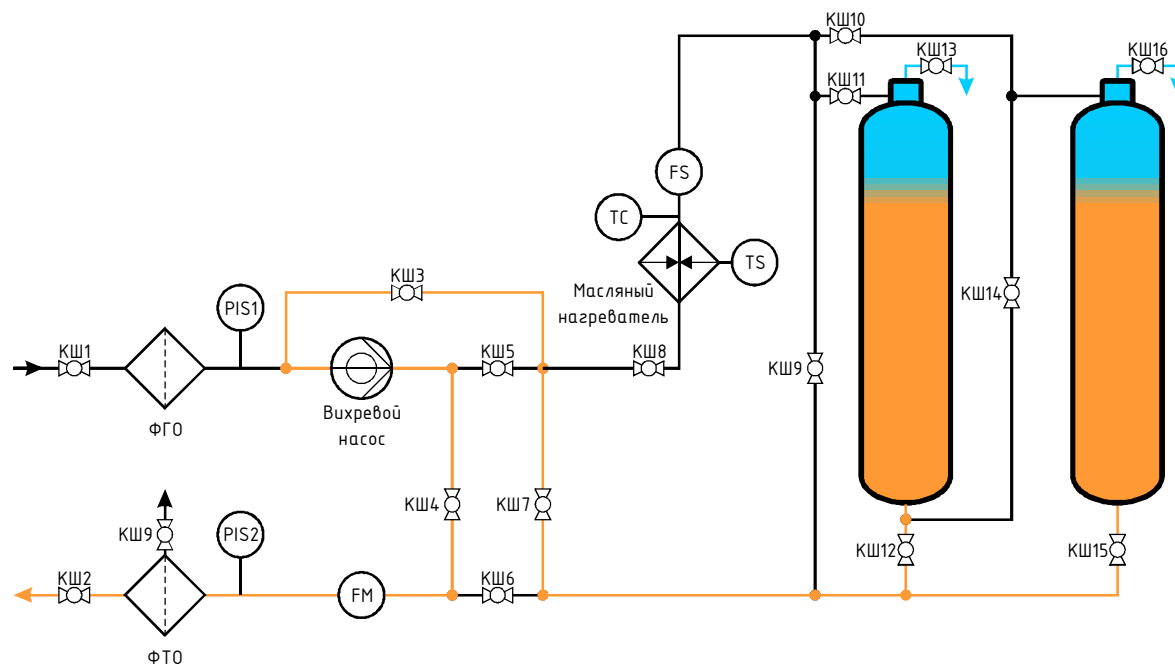 КШ10
КШ13
КШ16
КШ11
FS
TC
TS
КШ3
Масляный
нагреватель
PIS1
КШ14
КШ1
КШ5
КШ8
КШ9
Вихревой
насос
ФГО
КШ4
КШ7
КШ9
PIS2
КШ12
КШ15
КШ2
КШ6
FM
ФТО